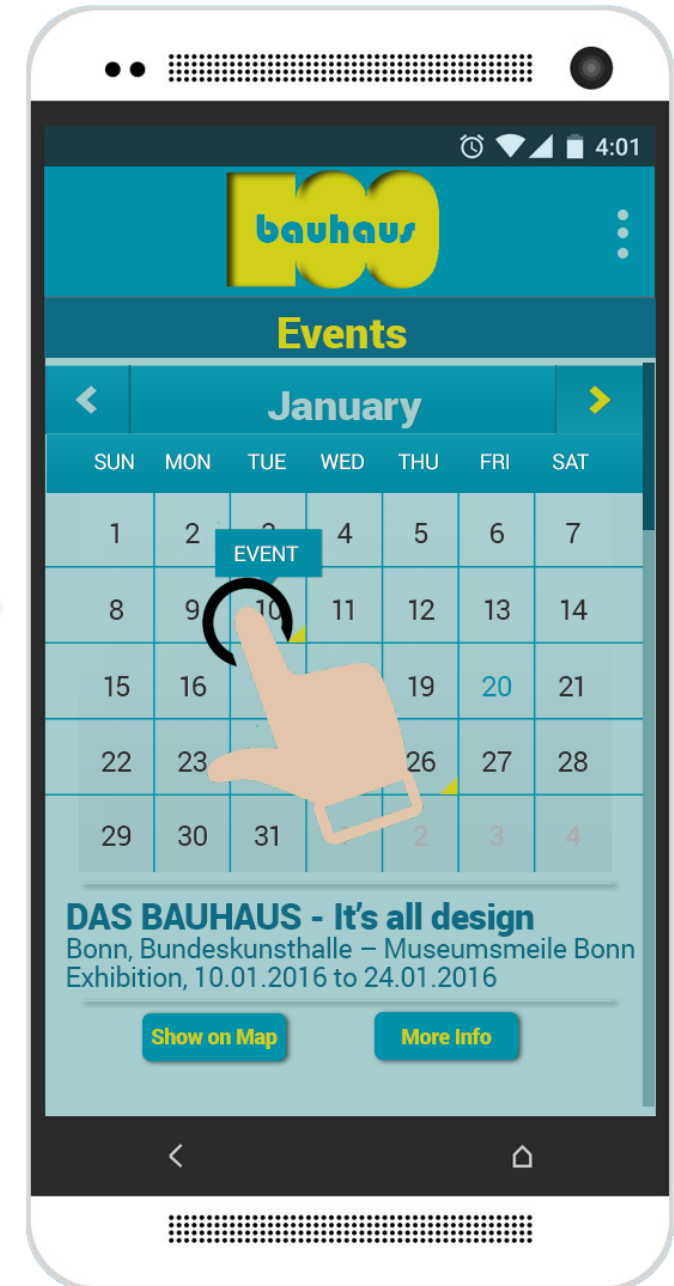 4:01
100
bauhaus
Events
January
SUN MON TUE WED THU FRI SAT
1 2 4 5 6 7
EVENT
8 9 10 11 12 13 14
15 16 19 20 21
22 23 26 27 28
29 30 31 2 3 4
DAS BAUHAUS - It's all design
Bonn, Bundeskunsthalle – Museumsmeile Bonn
Exhibition, 10.01.2016 to 24.01.2016
Show on Map More Info